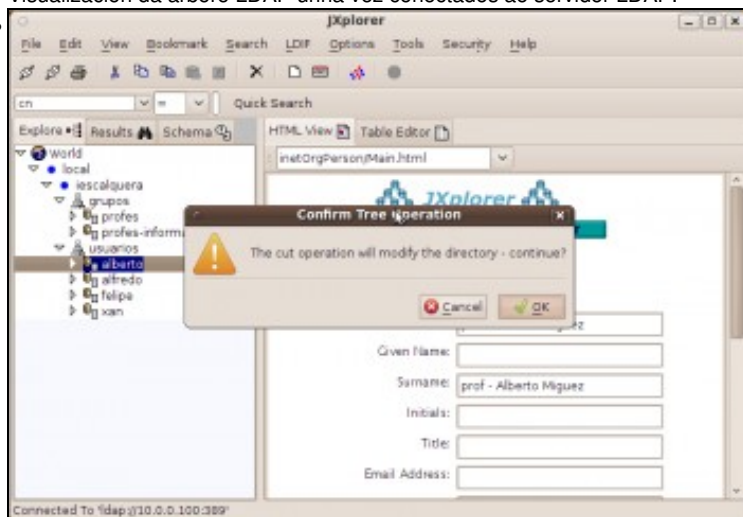 JXplorer
File Edit View Bookmark Search LDIF Options Tools Security Help
cn = Quick Search
Explore Results Schema HTML View Table Editor
World
local
iescalquera
grupos
profes
profes-inform
usuarios
alberto
alfredo
felipe
xan
inetOrgPerson/Main.html
JXplorer
Confirm Tree Operation
The cut operation will modify the directory - continue?
Cancel OK
Given Name:
Surname: prof - Alberto Miguez
Initials:
Title:
Email Address:
Connected To 'ldap://10.0.0.100:389'